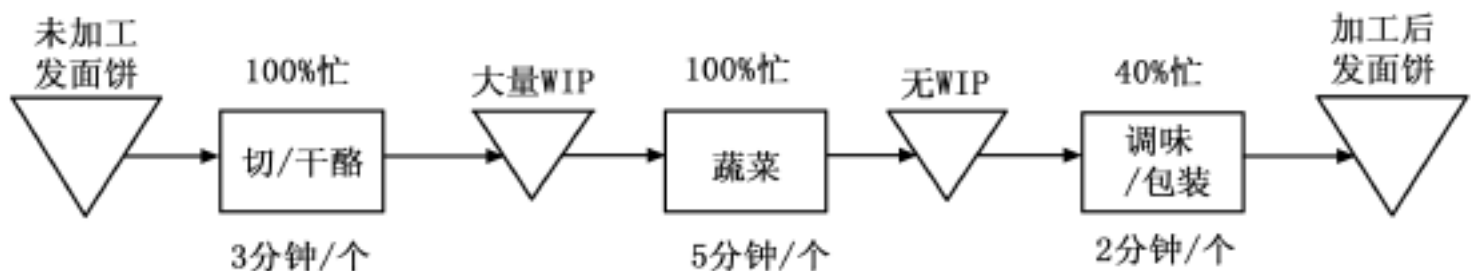 未加工
发面饼
100%忙
大量WIP
100%忙
无WIP
40%忙
加工后
发面饼
切/干酪
蔬菜
调味
/包装
3分钟/个
5分钟/个
2分钟/个